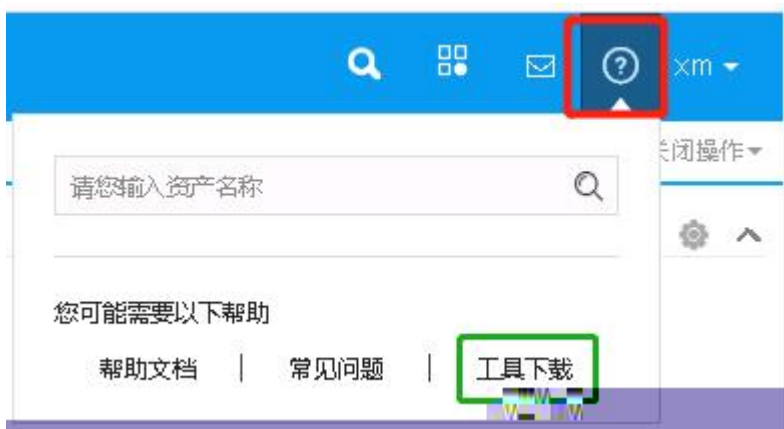 xm
关闭操作
请您输入资产名称
您可能需要以下帮助
帮助文档 | 常见问题 | 工具下载